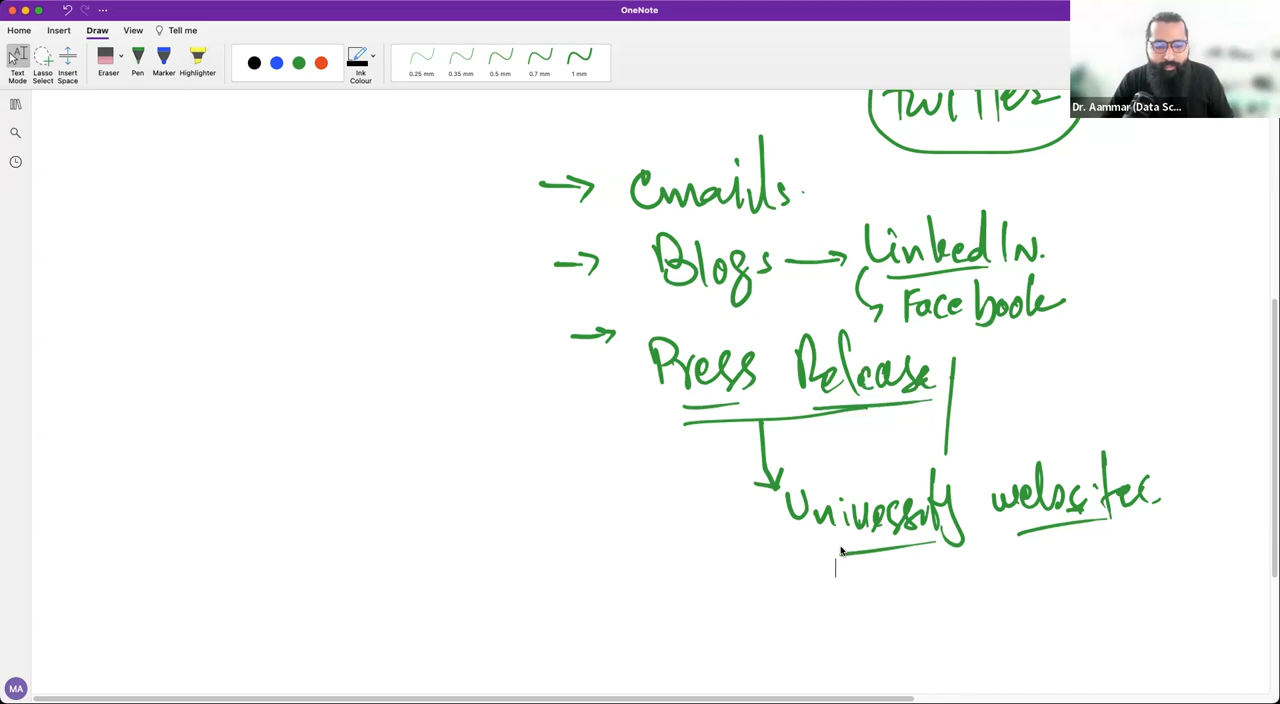 OneNote
Home Insert Draw View Tell me
Text Mode
Lasso Select
Insert Space
Eraser
Pen
Marker
Highlighter
Ink Colour
0.25 mm 0.35 mm 0.5 mm 0.7 mm 1 mm
Dr. Aammar (Data Sc...
Twitter
→ Emails.
→ Blogs → LinkedIn.
Facebook
→ Press Release
University websites.
MA